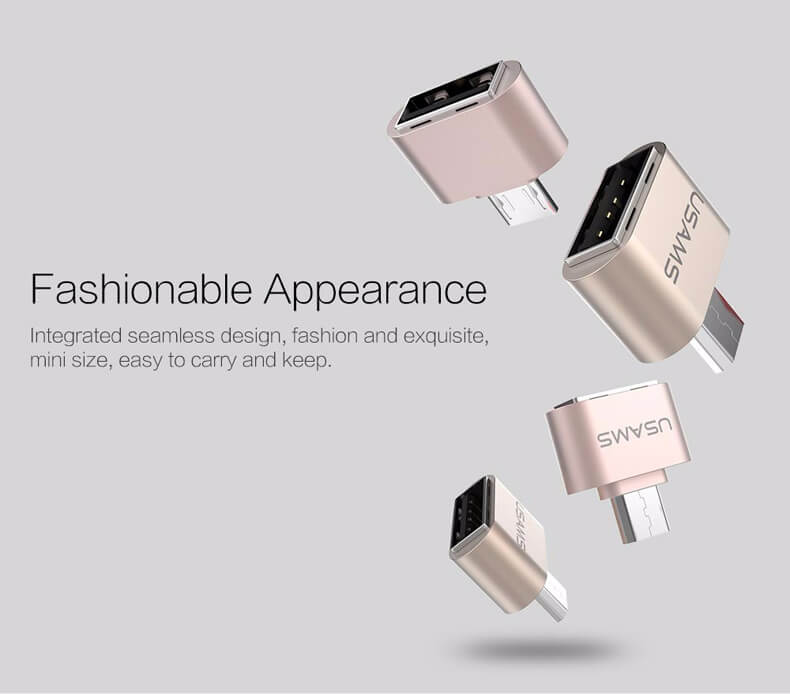 USAMS
Fashionable Appearance
Integrated seamless design, fashion and exquisite,
mini size, easy to carry and keep.
USAMS
USAMS